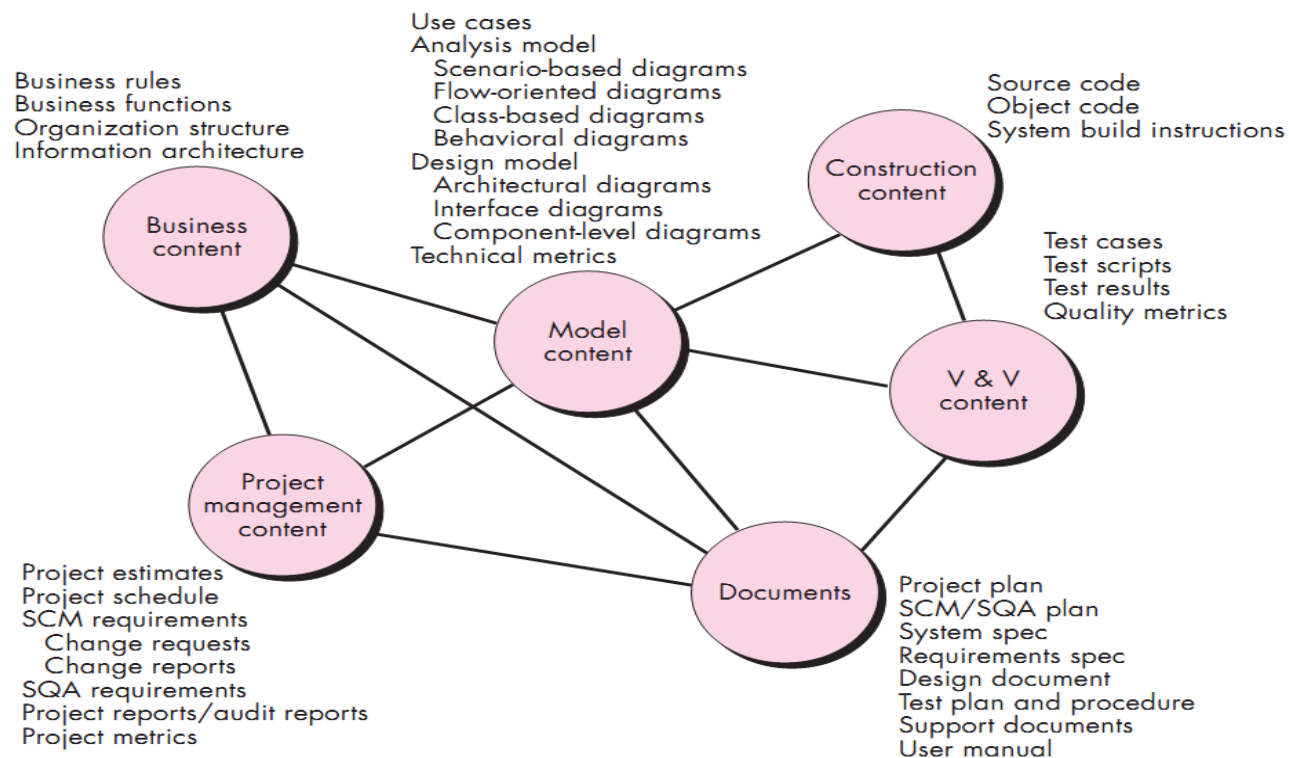 Use cases
Analysis model
Scenario-based diagrams
Flow-oriented diagrams
Class-based diagrams
Behavioral diagrams
Design model
Architectural diagrams
Interface diagrams
Component-level diagrams
Technical metrics
Business rules
Business functions
Organization structure
Information architecture
Source code
Object code
System build instructions
Construction
content
Business
content
Test cases
Test scripts
Test results
Quality metrics
Model
content
V & V
content
Project
management
content
Documents
Project estimates
Project schedule
SCM requirements
Change requests
Change reports
SQA requirements
Project reports/audit reports
Project metrics
Project plan
SCM/SQA plan
System spec
Requirements spec
Design document
Test plan and procedure
Support documents
User manual